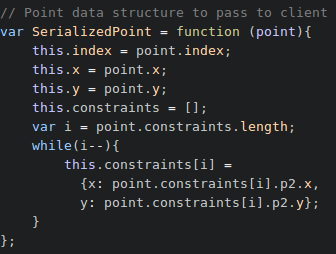 // Point data structure to pass to client
var SerializedPoint = function (point){
    this.index = point.index;
    this.x = point.x;
    this.y = point.y;
    this.constraints = [];
    var i = point.constraints.length;
    while(i--){
        this.constraints[i] =
          {x: point.constraints[i].p2.x,
          y: point.constraints[i].p2.y};
    }
};